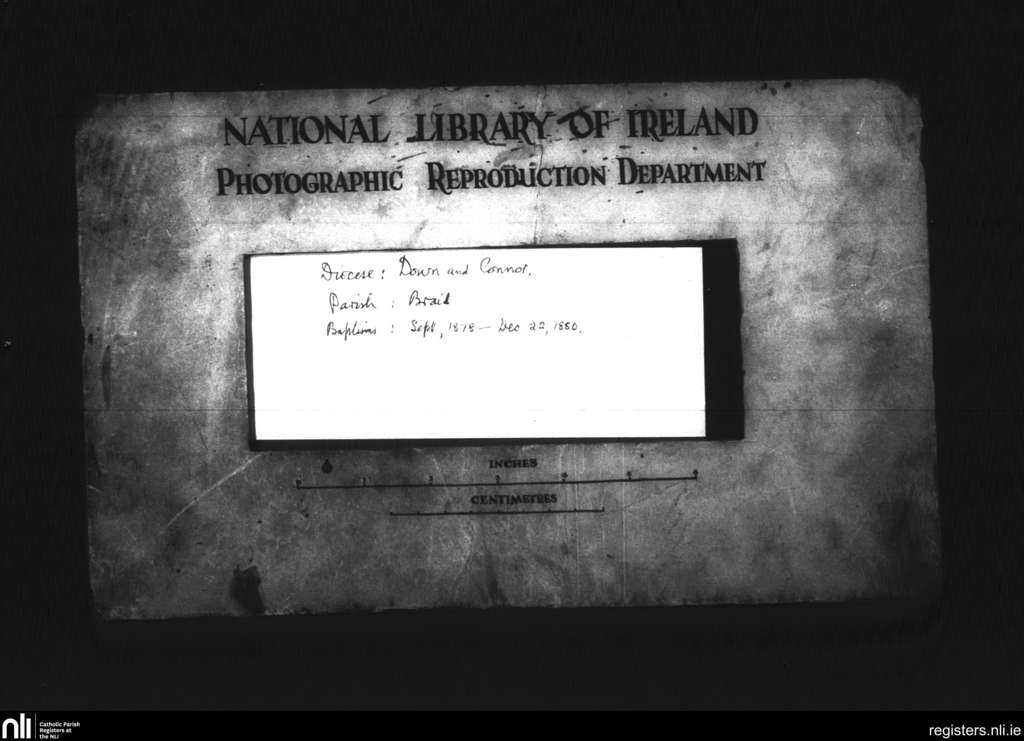 NATIONAL LIBRARY OF IRELAND
PHOTOGRAPHIC REPRODUCTION DEPARTMENT
Diocese: Down and Connor.
Parish : Braid
Baptisms : Sept, 1878 – Dec 22, 1880.
INCHES
CENTIMETRES
nli
Catholic Parish
Registers at
the NLI
registers.nli.ie